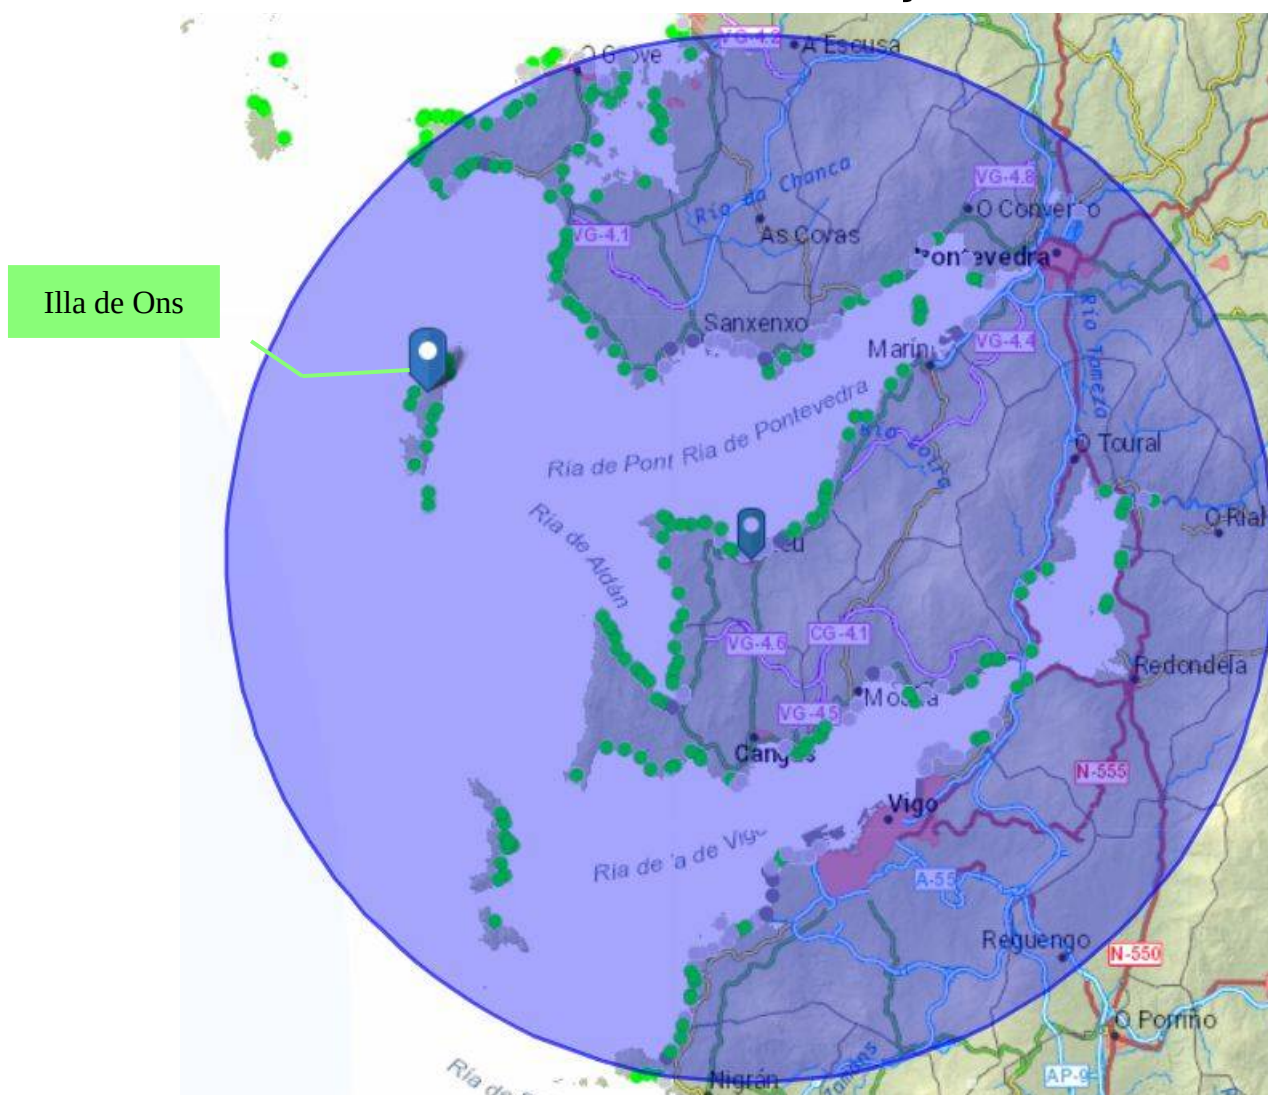 VG-4.2
A Escusa
VG-4.8
Río da Chanca
O Convento
VG-4.1
As Covas
Pontevedra
Illa de Ons
Sanxenxo
VG-4.4
Marín
Río Tomeza
Ría de Pontevedra
O Toural
Ría de Pont
Ría de Aldán
VG-4.6
CG-4.1
Redondela
VG-4.5
Cangas
N-555
Vigo
A-55
Reguengo
N-550
O Porriño
AP-9
Nigrán
Ría de